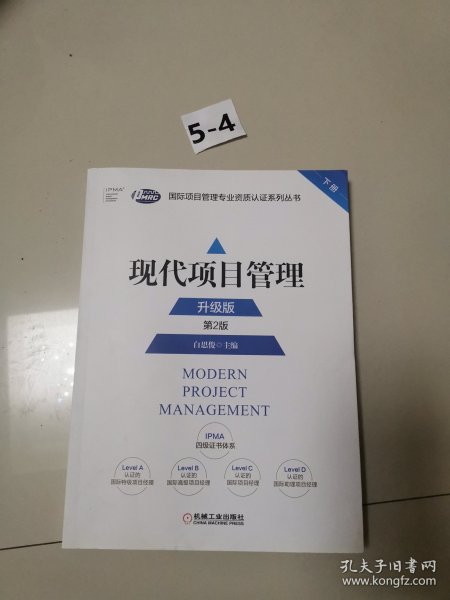 5-4
下册
IPMA
PMRC
国际项目管理专业资质认证系列丛书
现代项目管理
升级版
第2版
白思俊 主编
MODERN
PROJECT
MANAGEMENT
IPMA
四级证书体系
Level A
认证的
国际特级项目经理
Level B
认证的
国际高级项目经理
Level C
认证的
国际项目经理
Level D
认证的
国际助理项目经理
机械工业出版社
CHINA MACHINE PRESS
孔夫子旧书网
www.kongfz.com